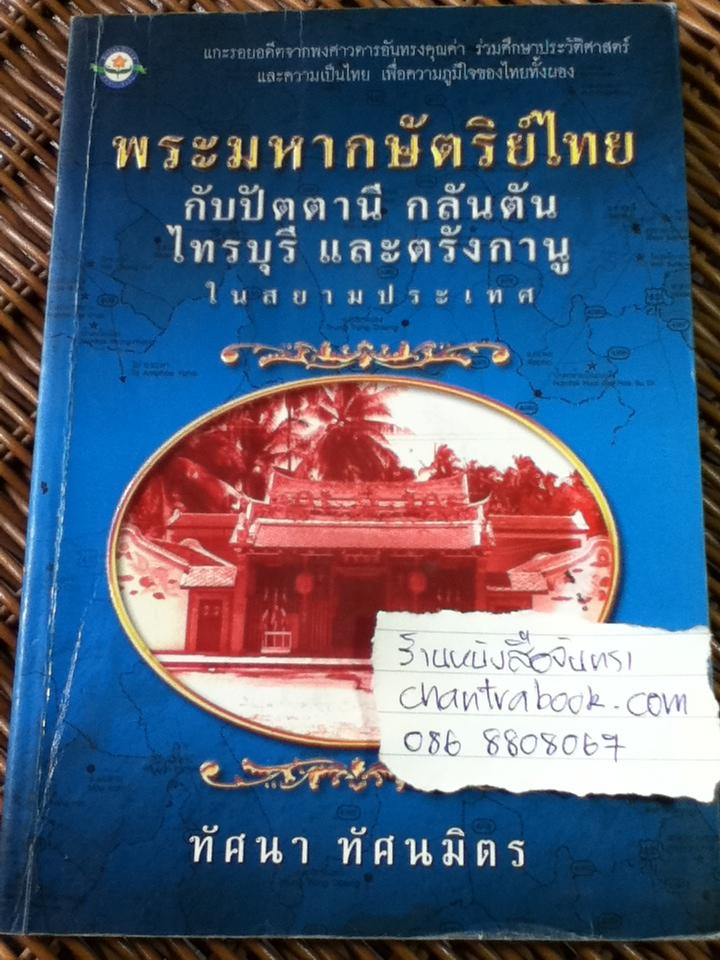 แกะรอยอดีตจากพงศาวดารอันทรงคุณค่า ร่วมศึกษาประวัติศาสตร์
และความเป็นไทย เพื่อความภูมิใจของไทยทั้งผอง
พระมหากษัตริย์ไทย
กับปัตตานี กลันตัน
ไทรบุรี และตรังกานู
ในสยามประเทศ
ร้านหนังสือจันทรา
chantrabook.com
086 8808067
ทัศนา ทัศนมิตร